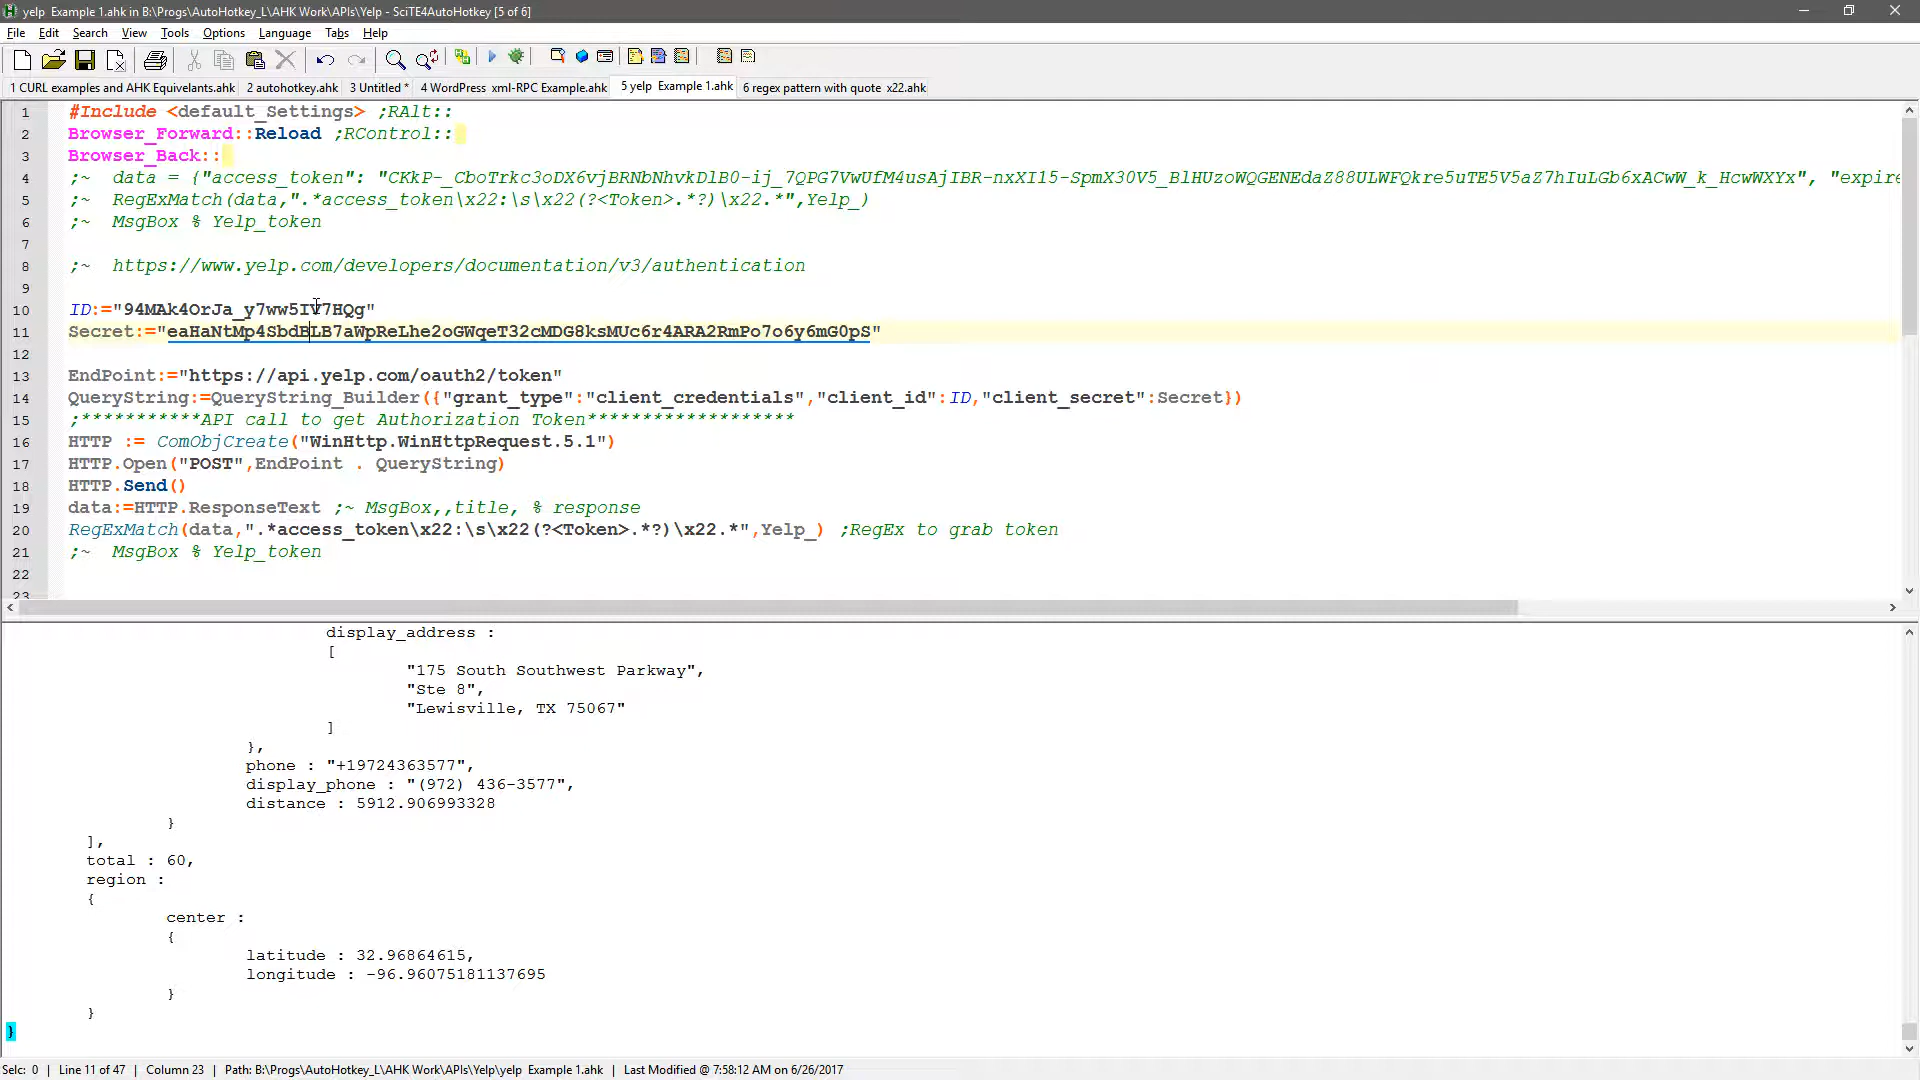 yelp  Example 1.ahk in B:\Progs\AutoHotkey_L\AHK Work\APIs\Yelp - SciTE4AutoHotkey [5 of 6]
File Edit Search View Tools Options Language Tabs Help
1 CURL examples and AHK Equivelants.ahk 2 autohotkey.ahk 3 Untitled * 4 WordPress  xml-RPC Example.ahk 5 yelp  Example 1.ahk 6 regex pattern with quote  x22.ahk
1 #Include <default_Settings> ;RAlt::
2 Browser_Forward::Reload ;RControl::
3 Browser_Back::
4 ;~  data = {"access_token": "CKkP-_CboTrkc3oDX6vjBRNbNhvkDlB0-ij_7QPG7VwUfM4usAjIBR-nxXI15-SpmX30V5_BlHUzoWQGENEdaZ88ULWFQkre5uTE5V5aZ7hIuLGb6xACwW_k_HcwWXYx", "expire
5 ;~  RegExMatch(data,".*access_token\x22:\s\x22(?<Token>.*?)\x22.*",Yelp_)
6 ;~  MsgBox % Yelp_token
7
8 ;~  https://www.yelp.com/developers/documentation/v3/authentication
9
10 ID:="94MAk4OrJa_y7ww5IV7HQg"
11 Secret:="eaHaNtMp4SbdBLB7aWpReLhe2oGWqeT32cMDG8ksMUc6r4ARA2RmPo7o6y6mG0pS"
12
13 EndPoint:="https://api.yelp.com/oauth2/token"
14 QueryString:=QueryString_Builder({"grant_type":"client_credentials","client_id":ID,"client_secret":Secret})
15 ;***********API call to get Authorization Token*******************
16 HTTP := ComObjCreate("WinHttp.WinHttpRequest.5.1")
17 HTTP.Open("POST",EndPoint . QueryString)
18 HTTP.Send()
19 data:=HTTP.ResponseText ;~ MsgBox,,title, % response
20 RegExMatch(data,".*access_token\x22:\s\x22(?<Token>.*?)\x22.*",Yelp_) ;RegEx to grab token
21 ;~  MsgBox % Yelp_token
22
23
display_address :
[
"175 South Southwest Parkway",
"Ste 8",
"Lewisville, TX 75067"
]
},
phone : "+19724363577",
display_phone : "(972) 436-3577",
distance : 5912.906993328
}
],
total : 60,
region :
{
center :
{
latitude : 32.96864615,
longitude : -96.96075181137695
}
}
}
Selc: 0 | Line 11 of 47 | Column 23 | Path: B:\Progs\AutoHotkey_L\AHK Work\APIs\Yelp\yelp  Example 1.ahk | Last Modified @ 7:58:12 AM on 6/26/2017